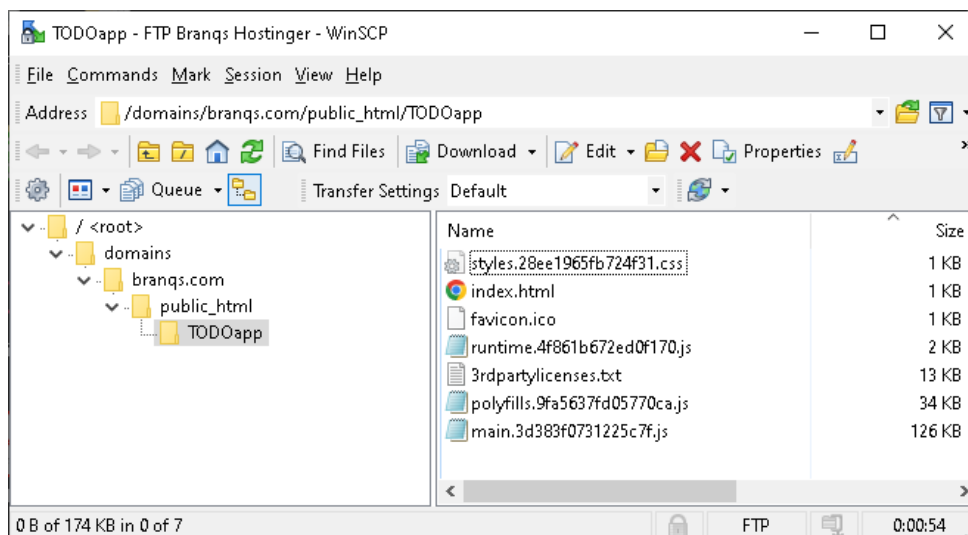 TODOapp - FTP Branqs Hostinger - WinSCP
File Commands Mark Session View Help
Address /domains/branqs.com/public_html/TODOapp
Find Files Download Edit Properties
Queue Transfer Settings Default
/ <root>
domains
branqs.com
public_html
TODOapp
Name Size
styles.28ee1965fb724f31.css 1 KB
index.html 1 KB
favicon.ico 1 KB
runtime.4f861b672ed0f170.js 2 KB
3rdpartylicenses.txt 13 KB
polyfills.9fa5637fd05770ca.js 34 KB
main.3d383f0731225c7f.js 126 KB
0 B of 174 KB in 0 of 7 FTP 0:00:54